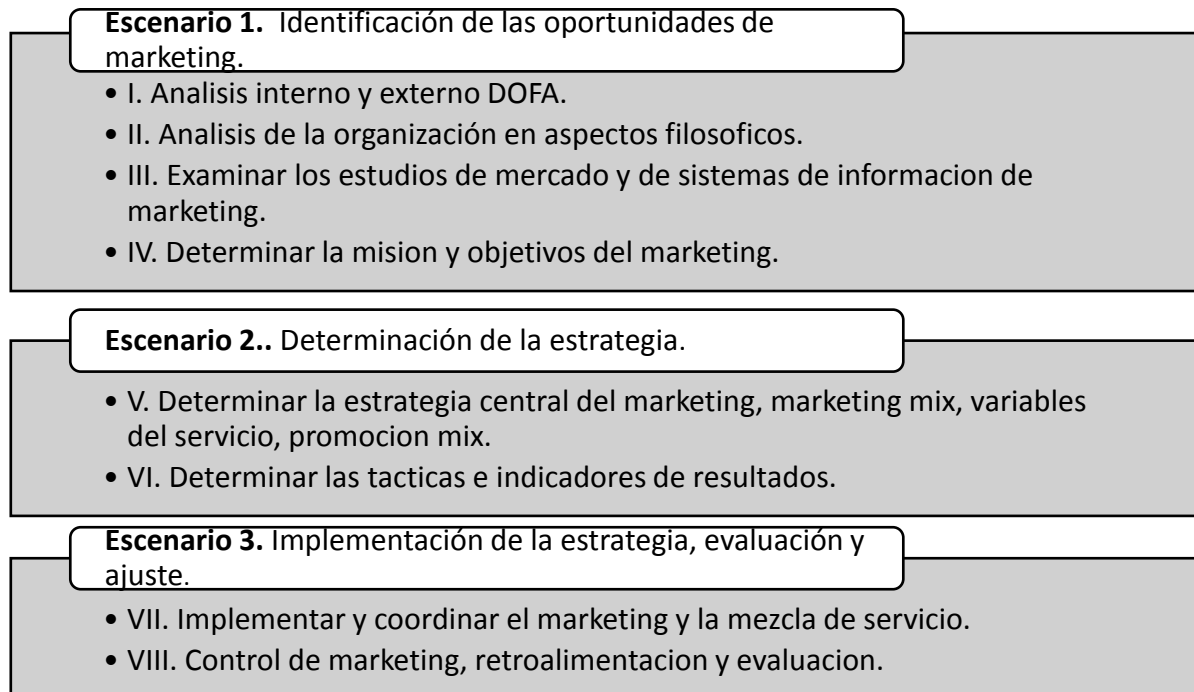 Escenario 1. Identificación de las oportunidades de
marketing.
• I. Analisis interno y externo DOFA.
• II. Analisis de la organización en aspectos filosoficos.
• III. Examinar los estudios de mercado y de sistemas de informacion de
marketing.
• IV. Determinar la mision y objetivos del marketing.
Escenario 2.. Determinación de la estrategia.
• V. Determinar la estrategia central del marketing, marketing mix, variables
del servicio, promocion mix.
• VI. Determinar las tacticas e indicadores de resultados.
Escenario 3. Implementación de la estrategia, evaluación y
ajuste.
• VII. Implementar y coordinar el marketing y la mezcla de servicio.
• VIII. Control de marketing, retroalimentacion y evaluacion.